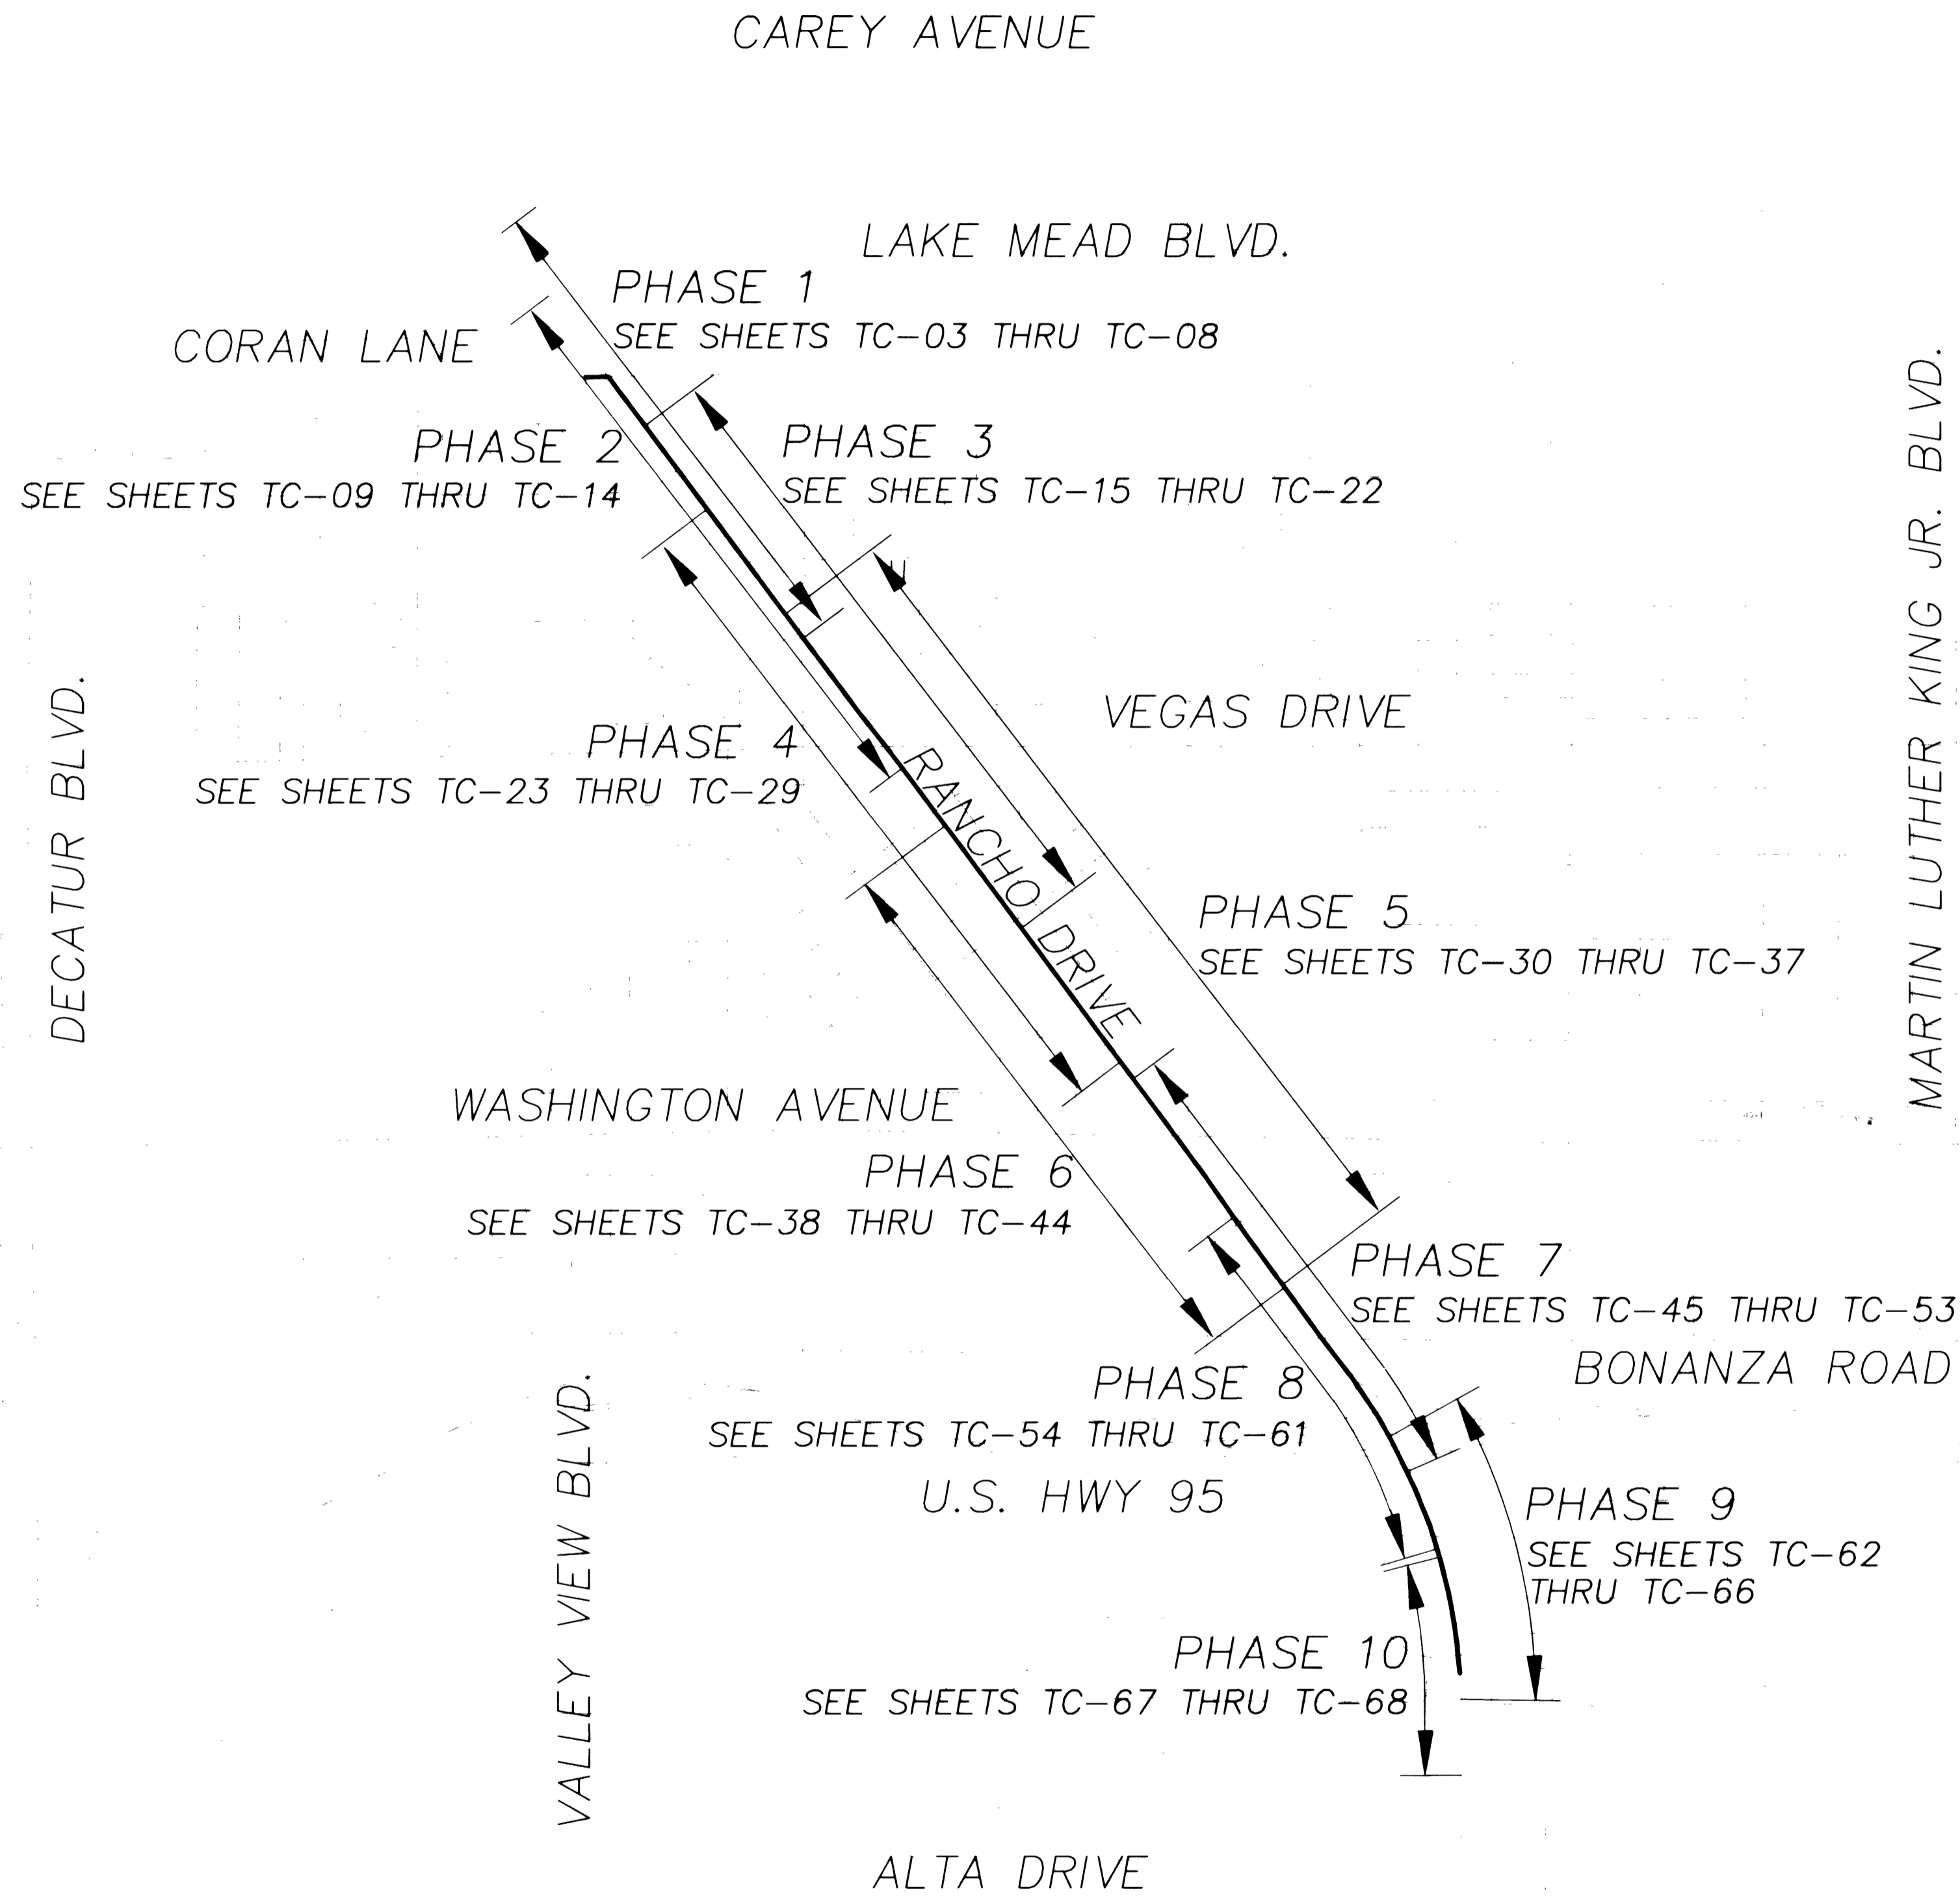 CAREY AVENUE
LAKE MEAD BLVD.
PHASE 1
SEE SHEETS TC-03 THRU TC-08
CORAN LANE
PHASE 2
SEE SHEETS TC-09 THRU TC-14
PHASE 3
SEE SHEETS TC-15 THRU TC-22
MARTIN LUTHER KING JR. BLVD.
DECATUR BLVD.
VEGAS DRIVE
PHASE 4
SEE SHEETS TC-23 THRU TC-29
RANCHO DRIVE
PHASE 5
SEE SHEETS TC-30 THRU TC-37
WASHINGTON AVENUE
PHASE 6
SEE SHEETS TC-38 THRU TC-44
PHASE 7
SEE SHEETS TC-45 THRU TC-53
BONANZA ROAD
PHASE 8
SEE SHEETS TC-54 THRU TC-61
U.S. HWY 95
VALLEY VIEW BLVD.
PHASE 9
SEE SHEETS TC-62
THRU TC-66
PHASE 10
SEE SHEETS TC-67 THRU TC-68
ALTA DRIVE